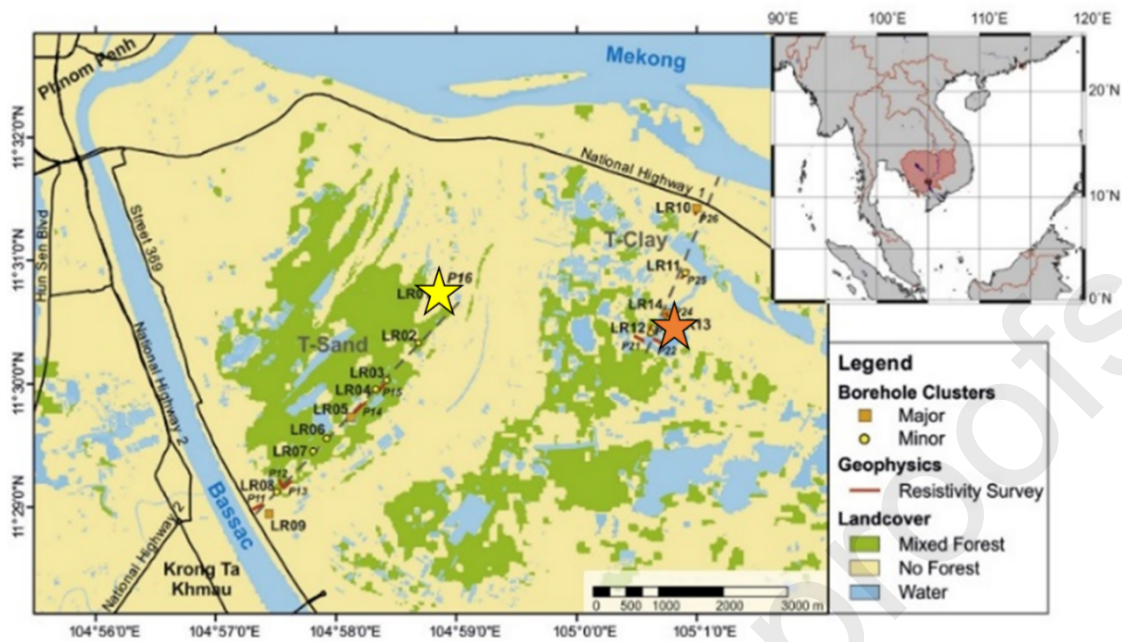 90°E 100°E 110°E 120°E
20°N
10°N
0°N
11°32'0"N
11°31'0"N
11°30'0"N
11°29'0"N
Phnom Penh
Mekong
National Highway 1
Hun Sen Blvd
Street 369
National Highway 2
National Highway 2
Bassac
Krong Ta
Khmau
T-Sand
P16
LR02
LR03
LR04
P15
LR05
P14
LR06
LR07
P12
LR08
P11
P13
LR09
T-Clay
LR10
P26
LR11
P25
LR14
P24
LR12
P21
P22
0 500 1000 2000 3000 m
104°56'0"E 104°57'0"E 104°58'0"E 104°59'0"E 105°0'0"E 105°1'0"E
Legend
Borehole Clusters
Major
Minor
Geophysics
Resistivity Survey
Landcover
Mixed Forest
No Forest
Water
proofs